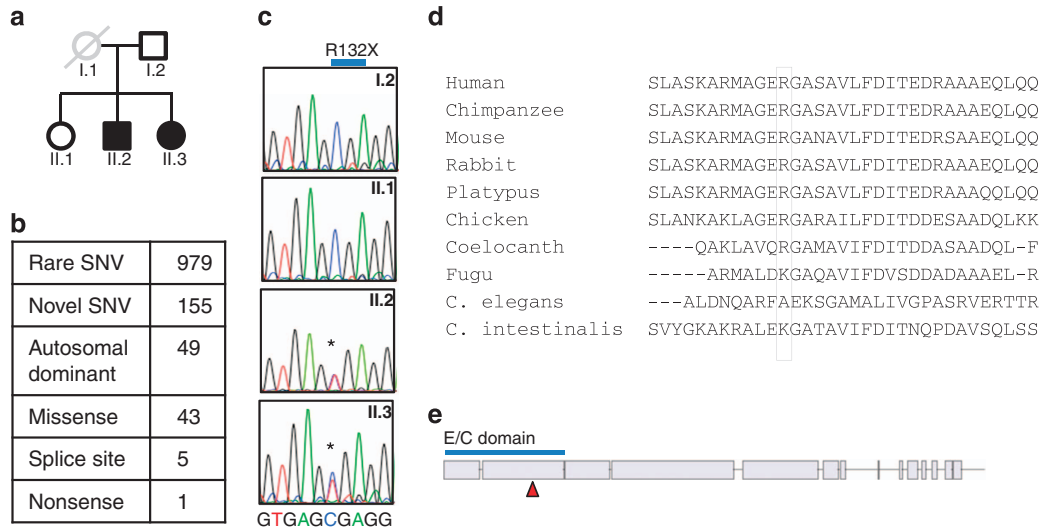 a
I.1
I.2
II.1
II.2
II.3
b
Rare SNV 979
Novel SNV 155
Autosomal dominant 49
Missense 43
Splice site 5
Nonsense 1
c
R132X
I.2
II.1
II.2
*
II.3
*
GTGAGCGAGG
d
Human SLASKARMAGERGASAVLFDITEDRAAAEQLQQ
Chimpanzee SLASKARMAGERGASAVLFDITEDRAAAEQLQQ
Mouse SLASKARMAGERGANAVLFDITEDRSAAEQLQQ
Rabbit SLASKARMAGERGASAVLFDITEDRAAAEQLQQ
Platypus SLASKARMAGERGASAVLFDITEDRAAAQQLQQ
Chicken SLANKAKLAGERGARAILFDITDDESAADQLKK
Coelocanth ----QAKLAVQRGAMAVIFDITDDASAADQL-F
Fugu -----ARMALDKGAQAVIFDVSDDADAAAEL-R
C. elegans ---ALDNQARFAEKSGAMALIVGPASRVERTTR
C. intestinalis SVYGKAKRALEKGATAVIFDITNQPDAVSQLSS
e
E/C domain